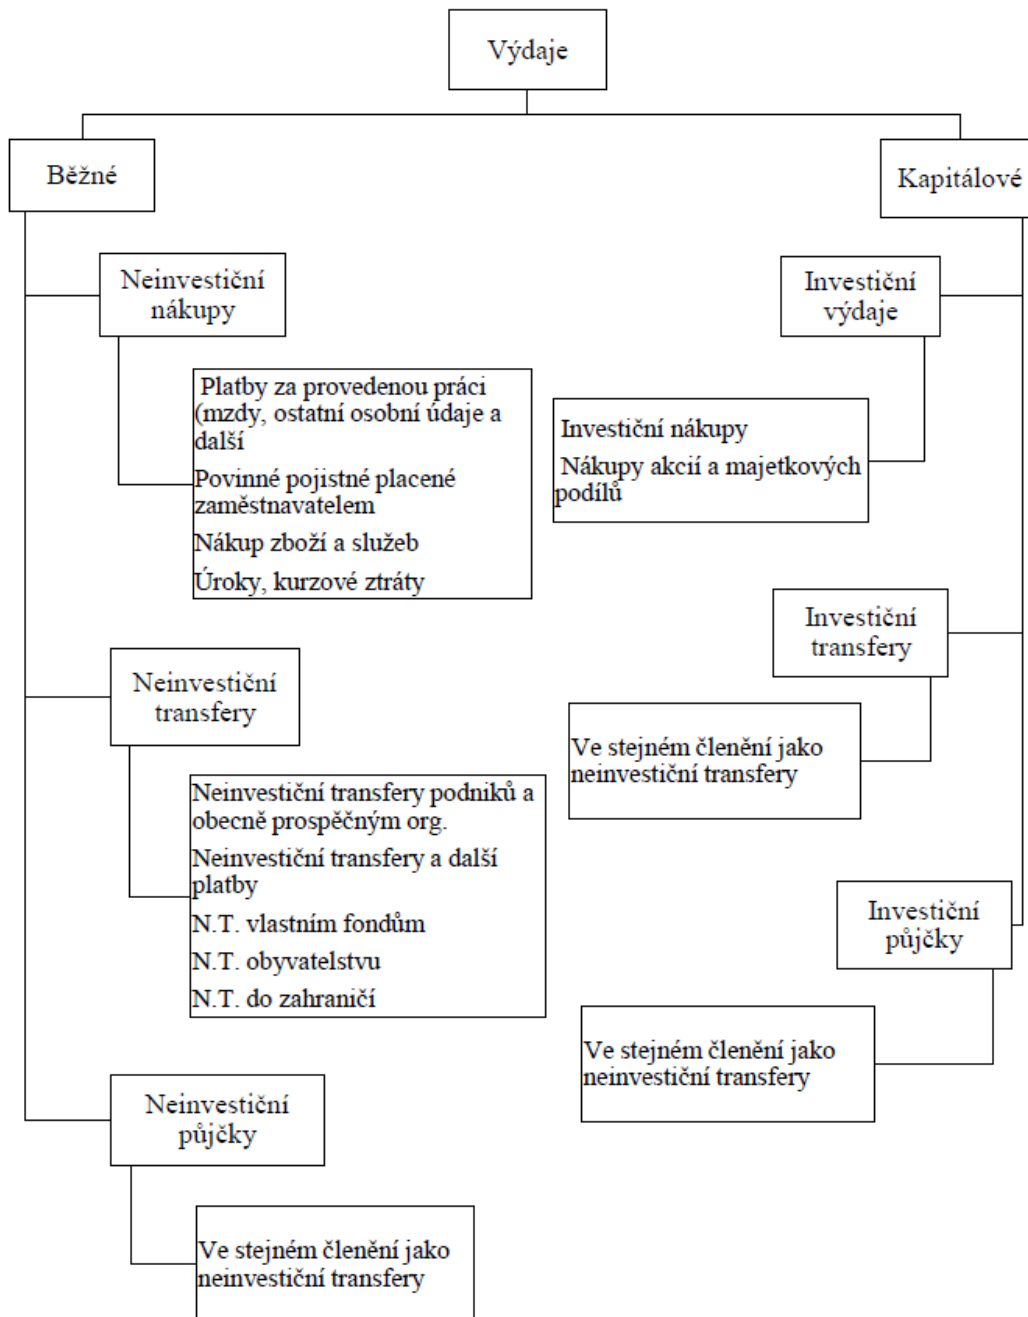 Výdaje
Běžné
Kapitálové
Neinvestiční
nákupy
Platby za provedenou práci
(mzdy, ostatní osobní údaje a
další
Povinné pojistné placené
zaměstnavatelem
Nákup zboží a služeb
Úroky, kurzové ztráty
Neinvestiční
transfery
Neinvestiční transfery podniků a
obecně prospěčným org.
Neinvestiční transfery a další
platby
N.T. vlastním fondům
N.T. obyvatelstvu
N.T. do zahraničí
Neinvestiční
půjčky
Ve stejném členění jako
neinvestiční transfery
Investiční
výdaje
Investiční nákupy
Nákupy akcií a majetkových
podílů
Investiční
transfery
Ve stejném členění jako
neinvestiční transfery
Investiční
půjčky
Ve stejném členění jako
neinvestiční transfery